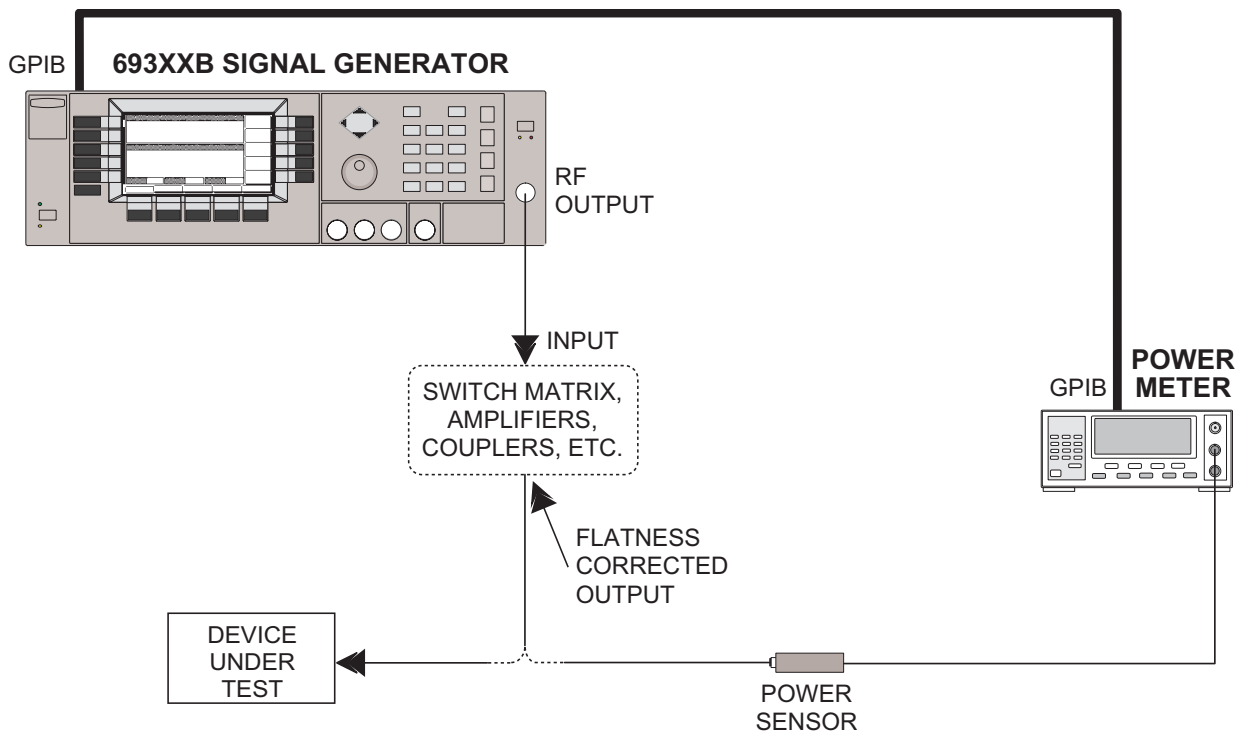 GPIB
693XXB SIGNAL GENERATOR
RF
OUTPUT
INPUT
SWITCH MATRIX,
AMPLIFIERS,
COUPLERS, ETC.
POWER
METER
GPIB
FLATNESS
CORRECTED
OUTPUT
DEVICE
UNDER
TEST
POWER
SENSOR